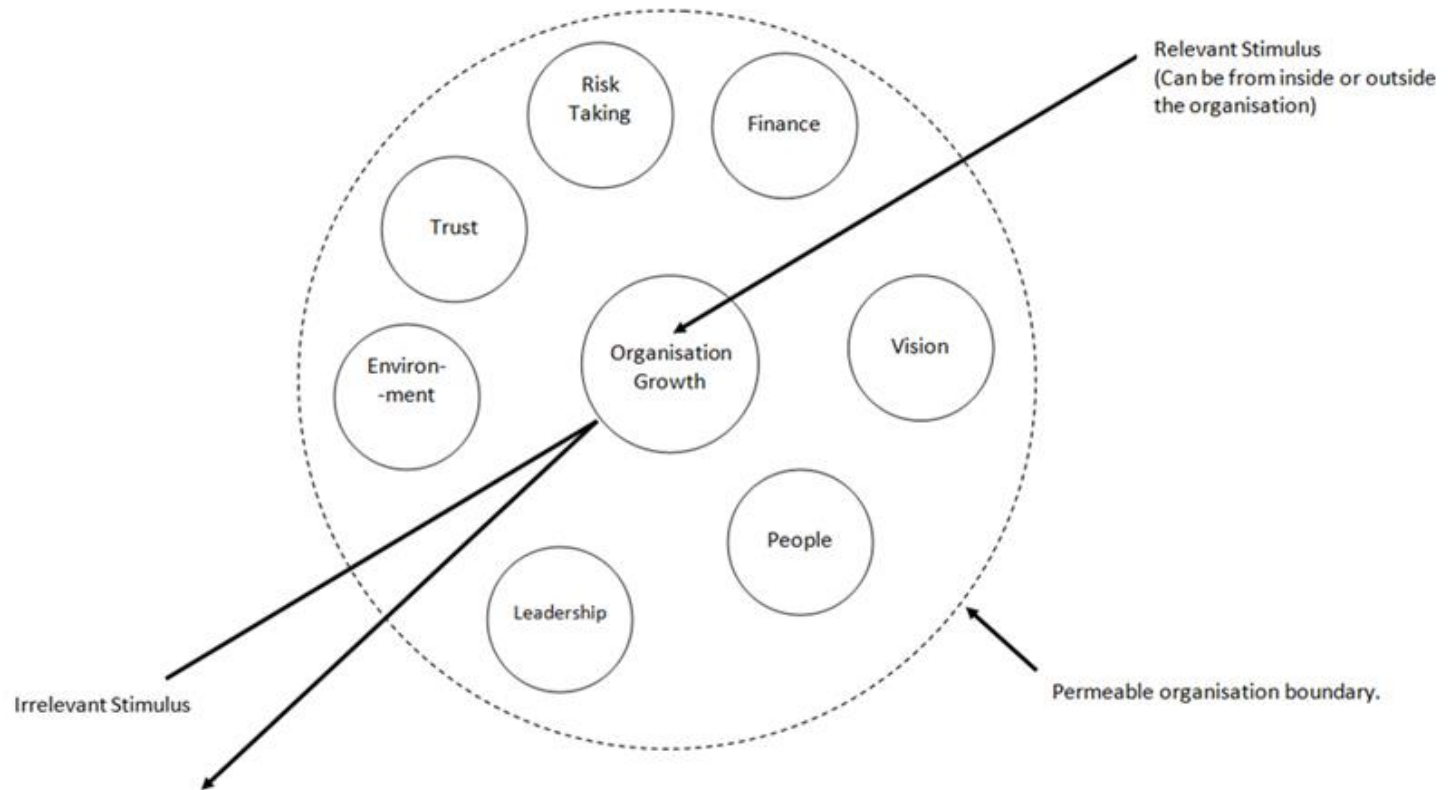 Relevant Stimulus
(Can be from inside or outside
the organisation)
Risk
Taking
Finance
Trust
Organisation
Growth
Vision
Environ-
-ment
People
Leadership
Irrelevant Stimulus
Permeable organisation boundary.